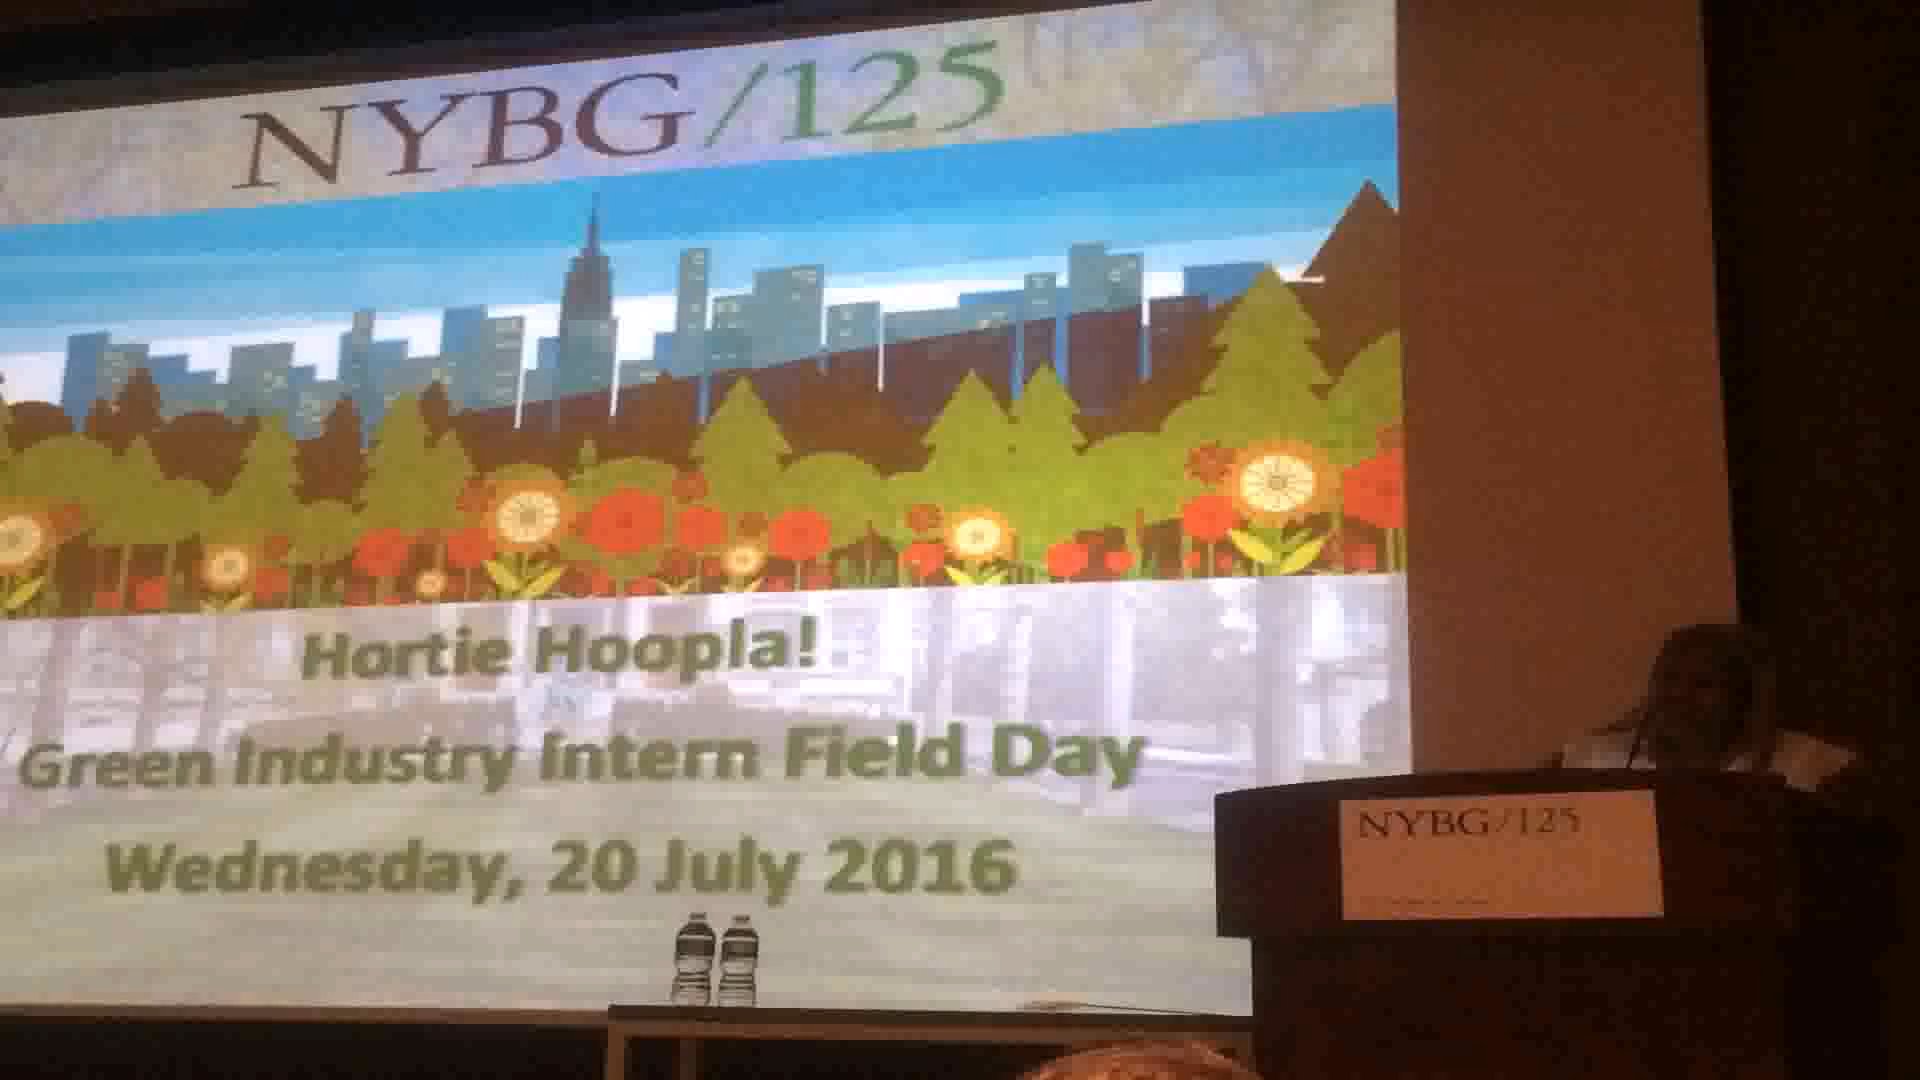 NYBG/125
Hortie Hoopla!
Green Industry Intern Field Day
Wednesday, 20 July 2016
NYBG/125